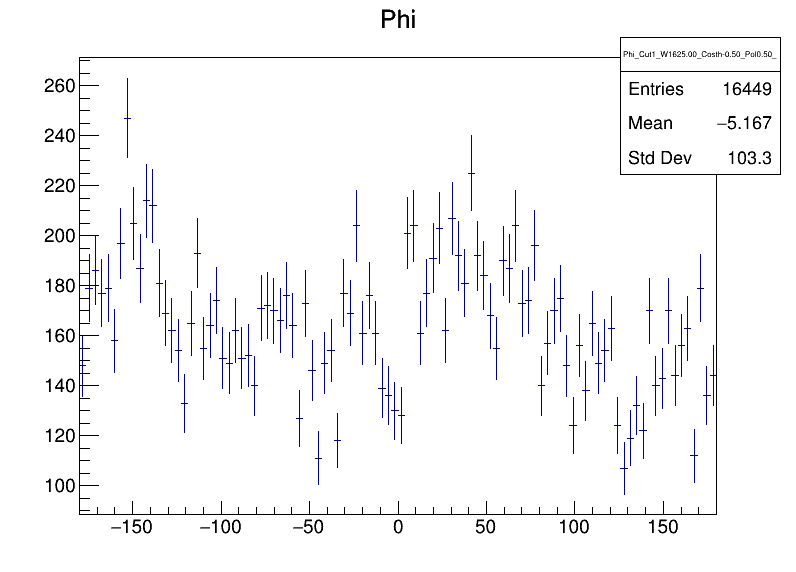 Phi
Phi_Cut1_W1625.00_Costh-0.50_Pol0.50_
Entries 16449
Mean −5.167
Std Dev 103.3
260
240
220
200
180
160
140
120
100
−150 −100 −50 0 50 100 150